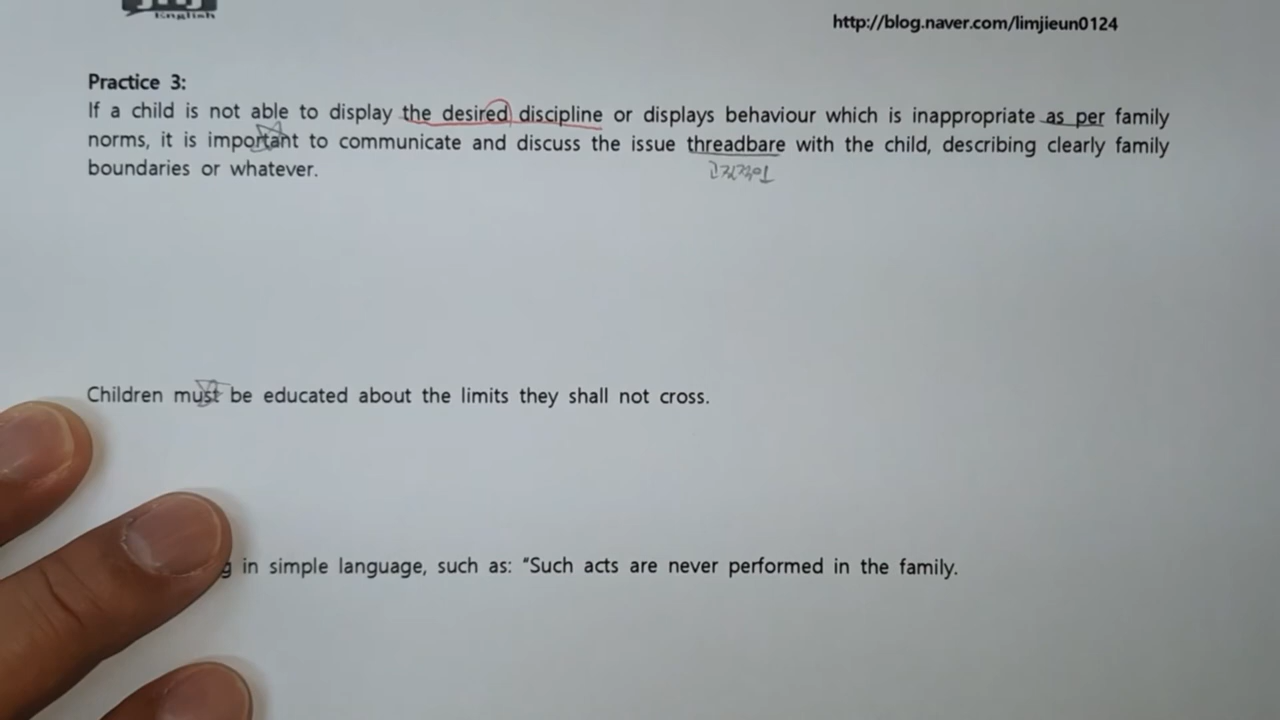 English
http://blog.naver.com/limjieun0124
Practice 3:
If a child is not able to display the desired discipline or displays behaviour which is inappropriate as per family
norms, it is important to communicate and discuss the issue threadbare with the child, describing clearly family
고질적인
boundaries or whatever.
Children must be educated about the limits they shall not cross.
in simple language, such as: "Such acts are never performed in the family.